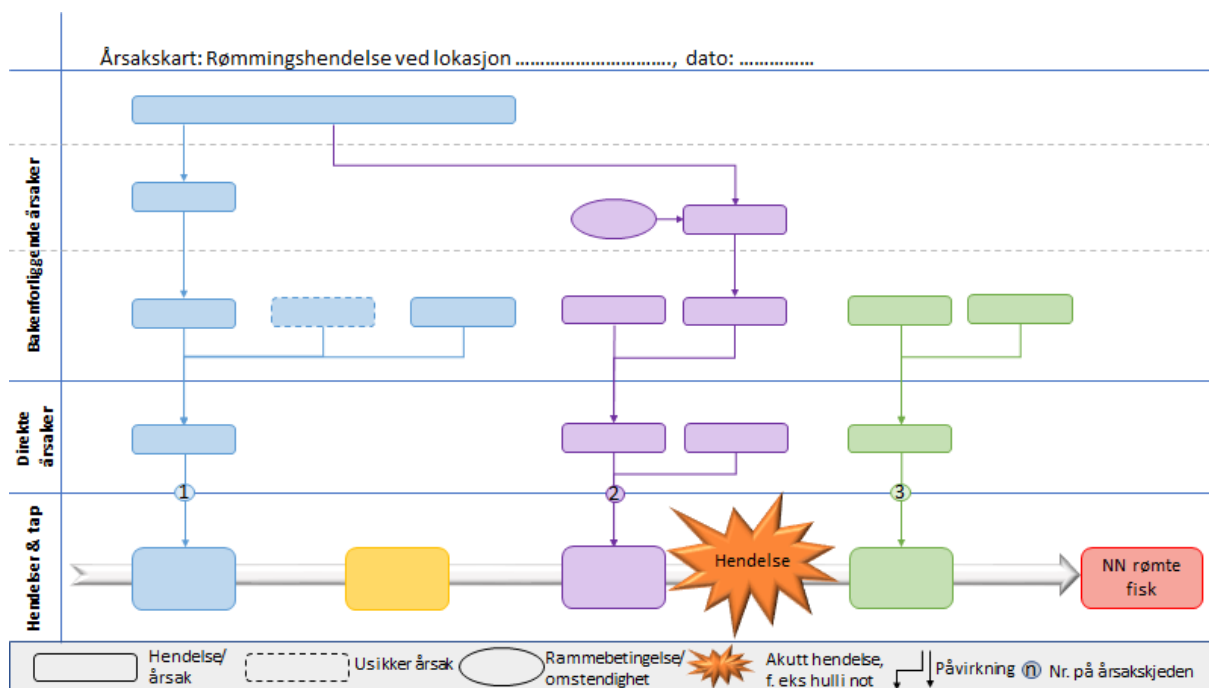 Årsakskart: Rømmingshendelse ved lokasjon ……………………………., dato: ……………
Bakenforliggende årsaker
Direkte
årsaker
Hendelser & tap
1
2
3
Hendelse
NN rømte
fisk
Hendelse/
årsak
Usikker årsak
Rammebetingelse/
omstendighet
Akutt hendelse,
f. eks hull i not
Påvirkning
n
Nr. på årsakskjeden